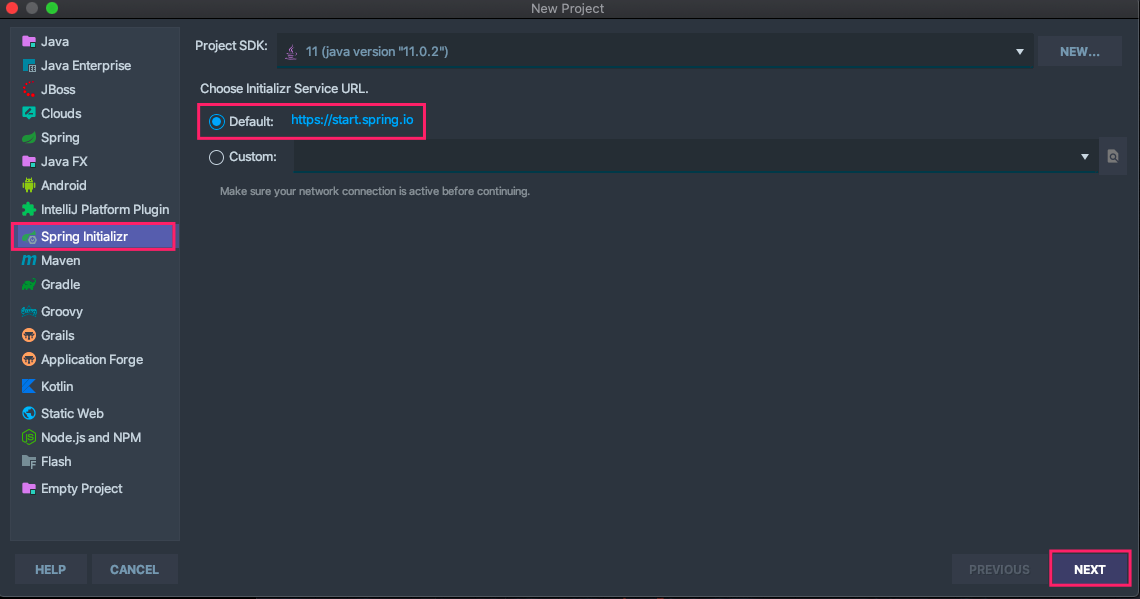 New Project
Java
Java Enterprise
JBoss
Clouds
Spring
Java FX
Android
IntelliJ Platform Plugin
Spring Initializr
Maven
Gradle
Groovy
Grails
Application Forge
Kotlin
Static Web
Node.js and NPM
Flash
Empty Project
Project SDK: 11 (java version "11.0.2") NEW...
Choose Initializr Service URL.
Default: https://start.spring.io
Custom:
Make sure your network connection is active before continuing.
HELP CANCEL PREVIOUS NEXT